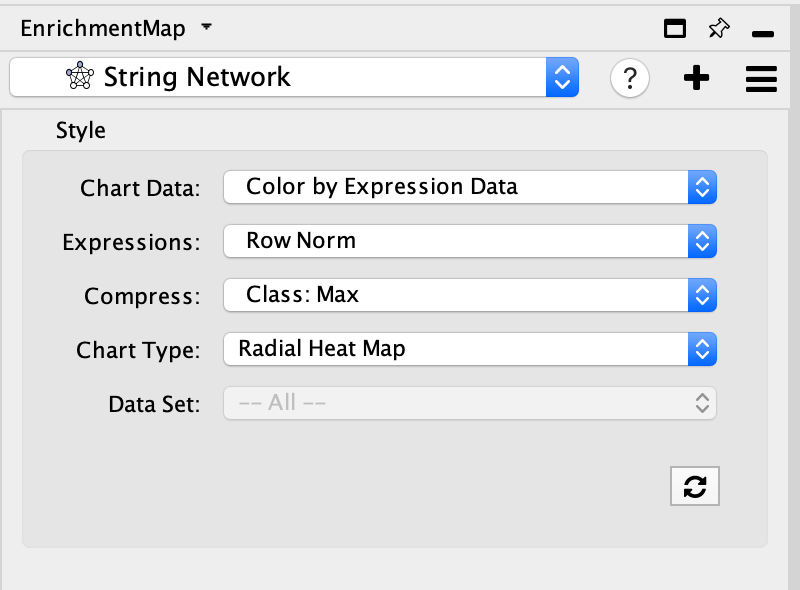 EnrichmentMap
String Network
?
Style
Chart Data: Color by Expression Data
Expressions: Row Norm
Compress: Class: Max
Chart Type: Radial Heat Map
Data Set: -- All --